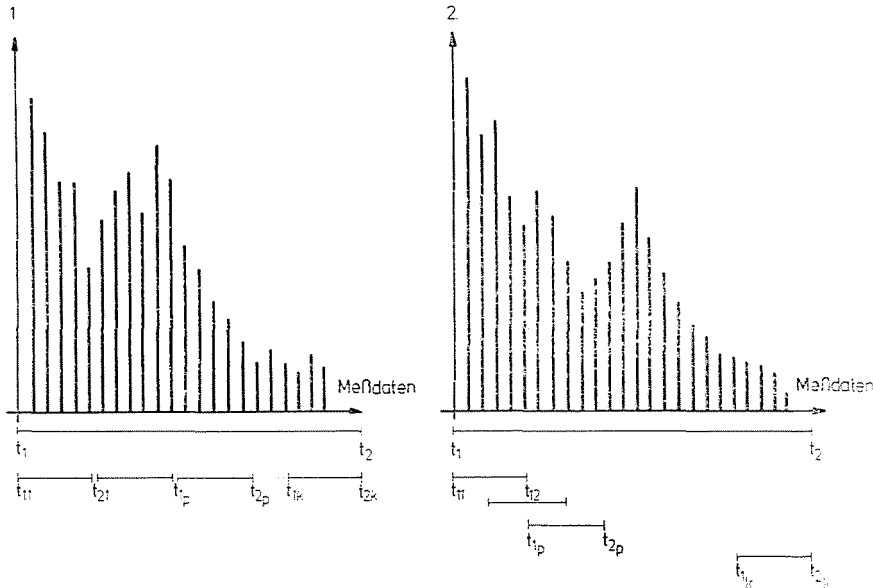 1
2.
Meßdaten
Meßdaten
t₁ t₂
t₁ t₂
t₁₁ t₂₁ t₁ₚ t₂ₚ t₁ₖ t₂ₖ
t₁₁ t₁₂
t₁ₚ t₂ₚ